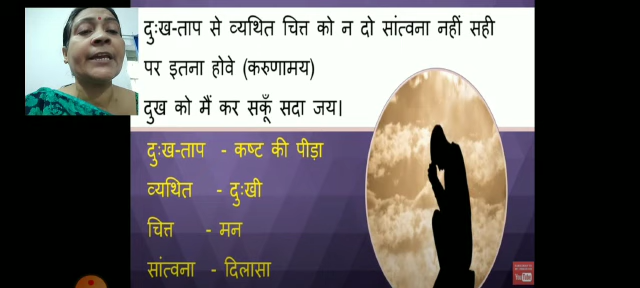 दुःख-ताप से व्यथित चित्त को न दो सांत्वना नहीं सही
पर इतना होवे (करुणामय)
दुख को मैं कर सकूँ सदा जय।
दुःख-ताप - कष्ट की पीड़ा
व्यथित - दुःखी
चित्त - मन
सांत्वना - दिलासा